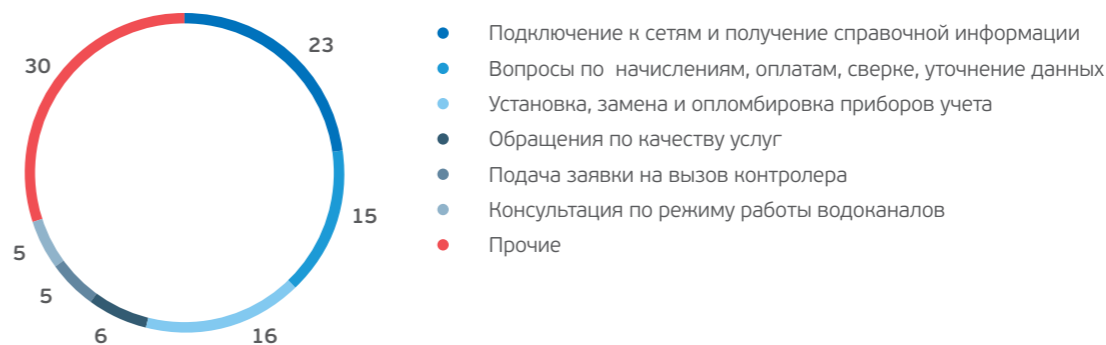 30
23
15
16
6
5
5
Подключение к сетям и получение справочной информации
Вопросы по начислениям, оплатам, сверке, уточнение данных
Установка, замена и опломбировка приборов учета
Обращения по качеству услуг
Подача заявки на вызов контролера
Консультация по режиму работы водоканалов
Прочие